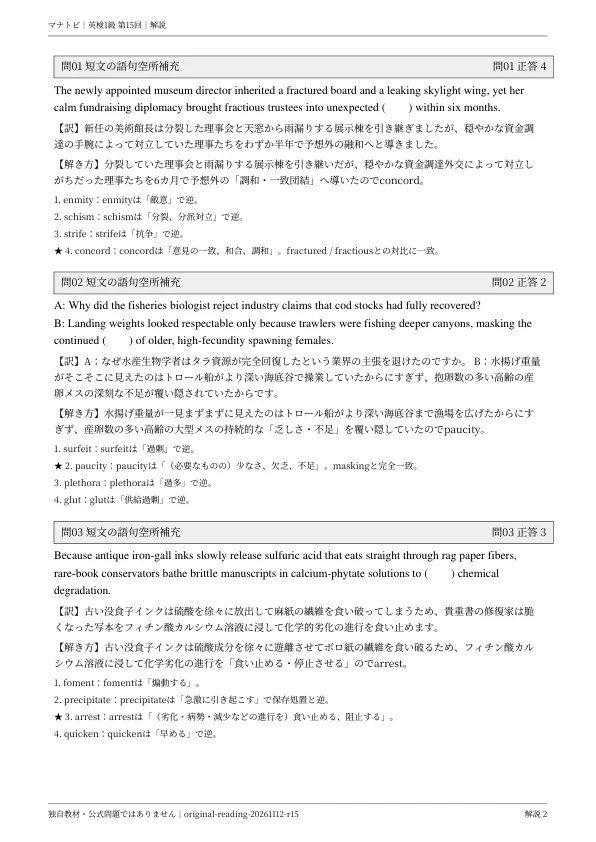 マナトビ｜英検1級 第15回｜解説
問01 短文の語句空所補充 問01 正答 4
The newly appointed museum director inherited a fractured board and a leaking skylight wing, yet her
calm fundraising diplomacy brought fractious trustees into unexpected (　　) within six months.
【訳】新任の美術館長は分裂した理事会と天窓から雨漏りする展示棟を引き継ぎましたが、穏やかな資金調
達の手腕によって対立していた理事たちをわずか半年で予想外の融和へと導きました。
【解き方】分裂していた理事会と雨漏りする展示棟を引き継いだが、穏やかな資金調達外交によって対立し
がちだった理事たちを6カ月で予想外の「調和・一致団結」へ導いたのでconcord。
1. enmity：enmityは「敵意」で逆。
2. schism：schismは「分裂、分派対立」で逆。
3. strife：strifeは「抗争」で逆。
★ 4. concord：concordは「意見の一致、和合、調和」。fractured / fractiousとの対比に一致。
問02 短文の語句空所補充 問02 正答 2
A: Why did the fisheries biologist reject industry claims that cod stocks had fully recovered?
B: Landing weights looked respectable only because trawlers were fishing deeper canyons, masking the
continued (　　) of older, high-fecundity spawning females.
【訳】A：なぜ水産生物学者はタラ資源が完全回復したという業界の主張を退けたのですか。 B：水揚げ重量
がそこそこに見えたのはトロール船がより深い海底谷で操業していたからにすぎず、抱卵数の多い高齢の産
卵メスの深刻な不足が覆い隠されていたからです。
【解き方】水揚げ重量が一見まずまずに見えたのはトロール船がより深い海底谷まで漁場を広げたからにす
ぎず、産卵数の多い高齢の大型メスの持続的な「乏しさ・不足」を覆い隠していたのでpaucity。
1. surfeit：surfeitは「過剰」で逆。
★ 2. paucity：paucityは「（必要なものの）少なさ、欠乏、不足」。maskingと完全一致。
3. plethora：plethoraは「過多」で逆。
4. glut：glutは「供給過剰」で逆。
問03 短文の語句空所補充 問03 正答 3
Because antique iron-gall inks slowly release sulfuric acid that eats straight through rag paper fibers,
rare-book conservators bathe brittle manuscripts in calcium-phytate solutions to (　　) chemical
degradation.
【訳】古い没食子インクは硫酸を徐々に放出して麻紙の繊維を食い破ってしまうため、貴重書の修復家は脆
くなった写本をフィチン酸カルシウム溶液に浸して化学的劣化の進行を食い止めます。
【解き方】古い没食子インクは硫酸成分を徐々に遊離させてボロ紙の繊維を食い破るため、フィチン酸カル
シウム溶液に浸して化学劣化の進行を「食い止める・停止させる」のでarrest。
1. foment：fomentは「煽動する」。
2. precipitate：precipitateは「急激に引き起こす」で保存処置と逆。
★ 3. arrest：arrestは「（劣化・病勢・減少などの進行を）食い止める、阻止する」。
4. quicken：quickenは「早める」で逆。
独自教材・公式問題ではありません｜original-reading-20261112-r15 解説 2